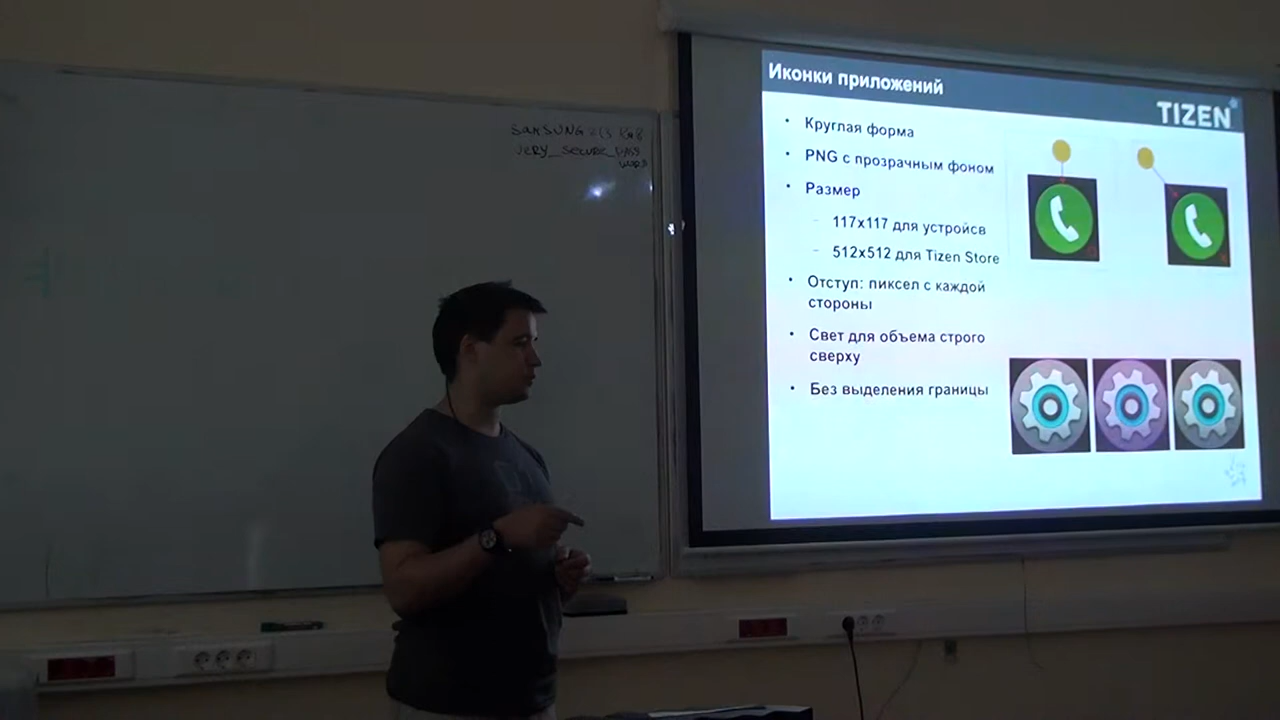 SAMSUNG
Иконки приложений
TIZEN
Круглая форма
PNG с прозрачным фоном
Размер
117x117 для устройсв
512x512 для Tizen Store
Отступ: пиксел с каждой
стороны
Свет для объема строго
сверху
Без выделения границы